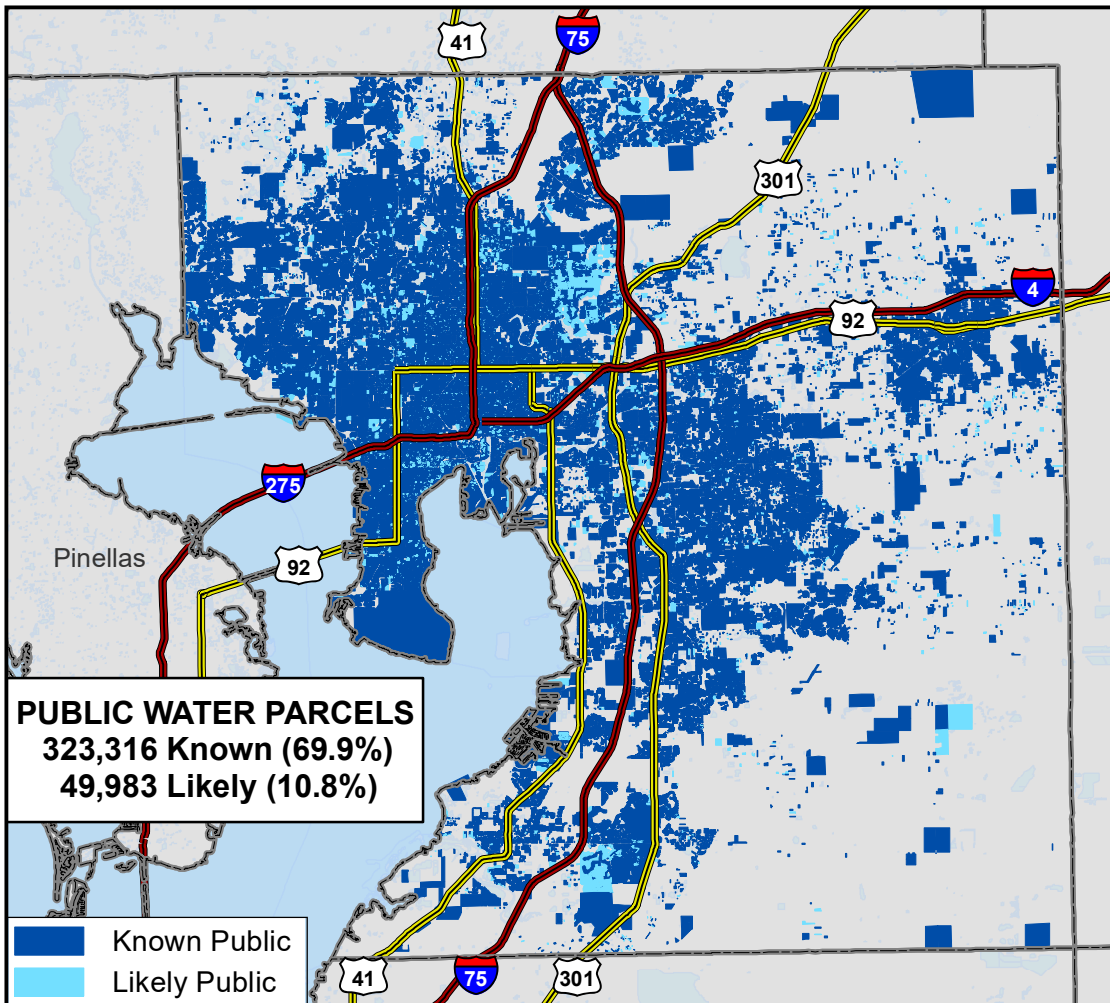 41
75
301
4
92
275
Pinellas
92
PUBLIC WATER PARCELS
323,316 Known (69.9%)
49,983 Likely (10.8%)
Known Public
Likely Public
41
75
301